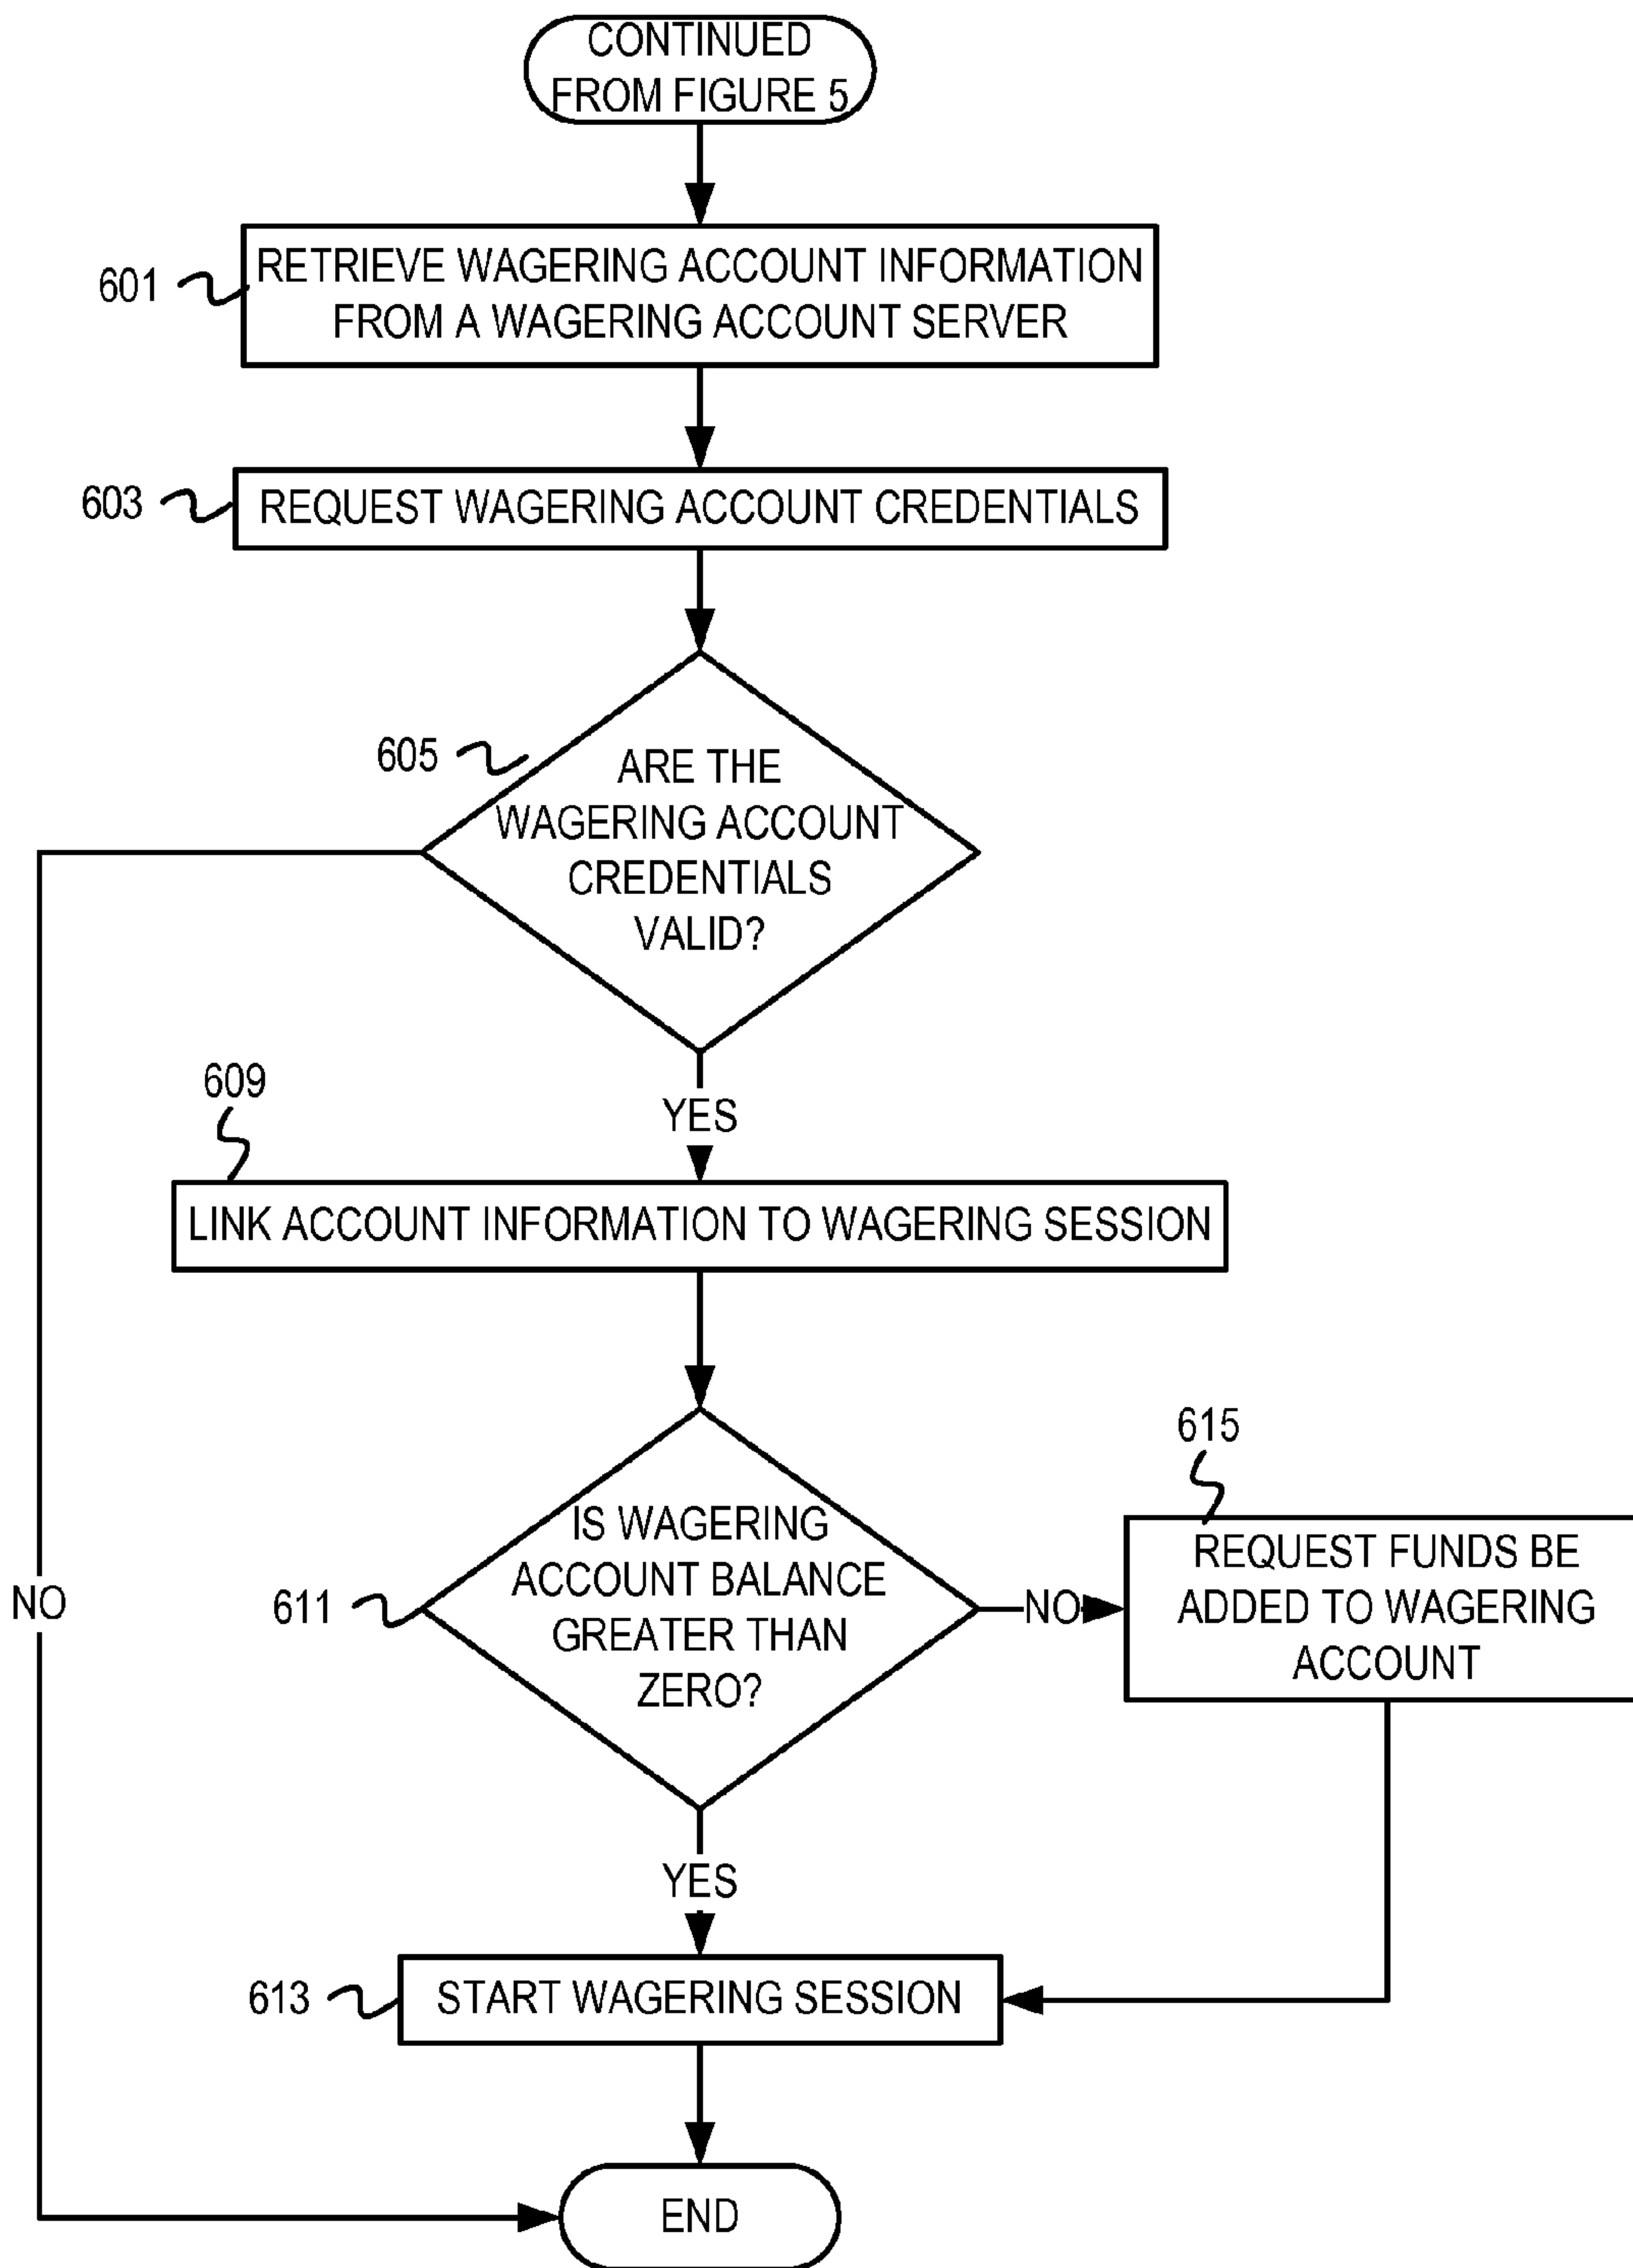 CONTINUED
FROM FIGURE 5
601
RETRIEVE WAGERING ACCOUNT INFORMATION
FROM A WAGERING ACCOUNT SERVER
603
REQUEST WAGERING ACCOUNT CREDENTIALS
605
ARE THE
WAGERING ACCOUNT
CREDENTIALS
VALID?
YES
609
LINK ACCOUNT INFORMATION TO WAGERING SESSION
611
IS WAGERING
ACCOUNT BALANCE
GREATER THAN
ZERO?
NO
NO
615
REQUEST FUNDS BE
ADDED TO WAGERING
ACCOUNT
YES
613
START WAGERING SESSION
END